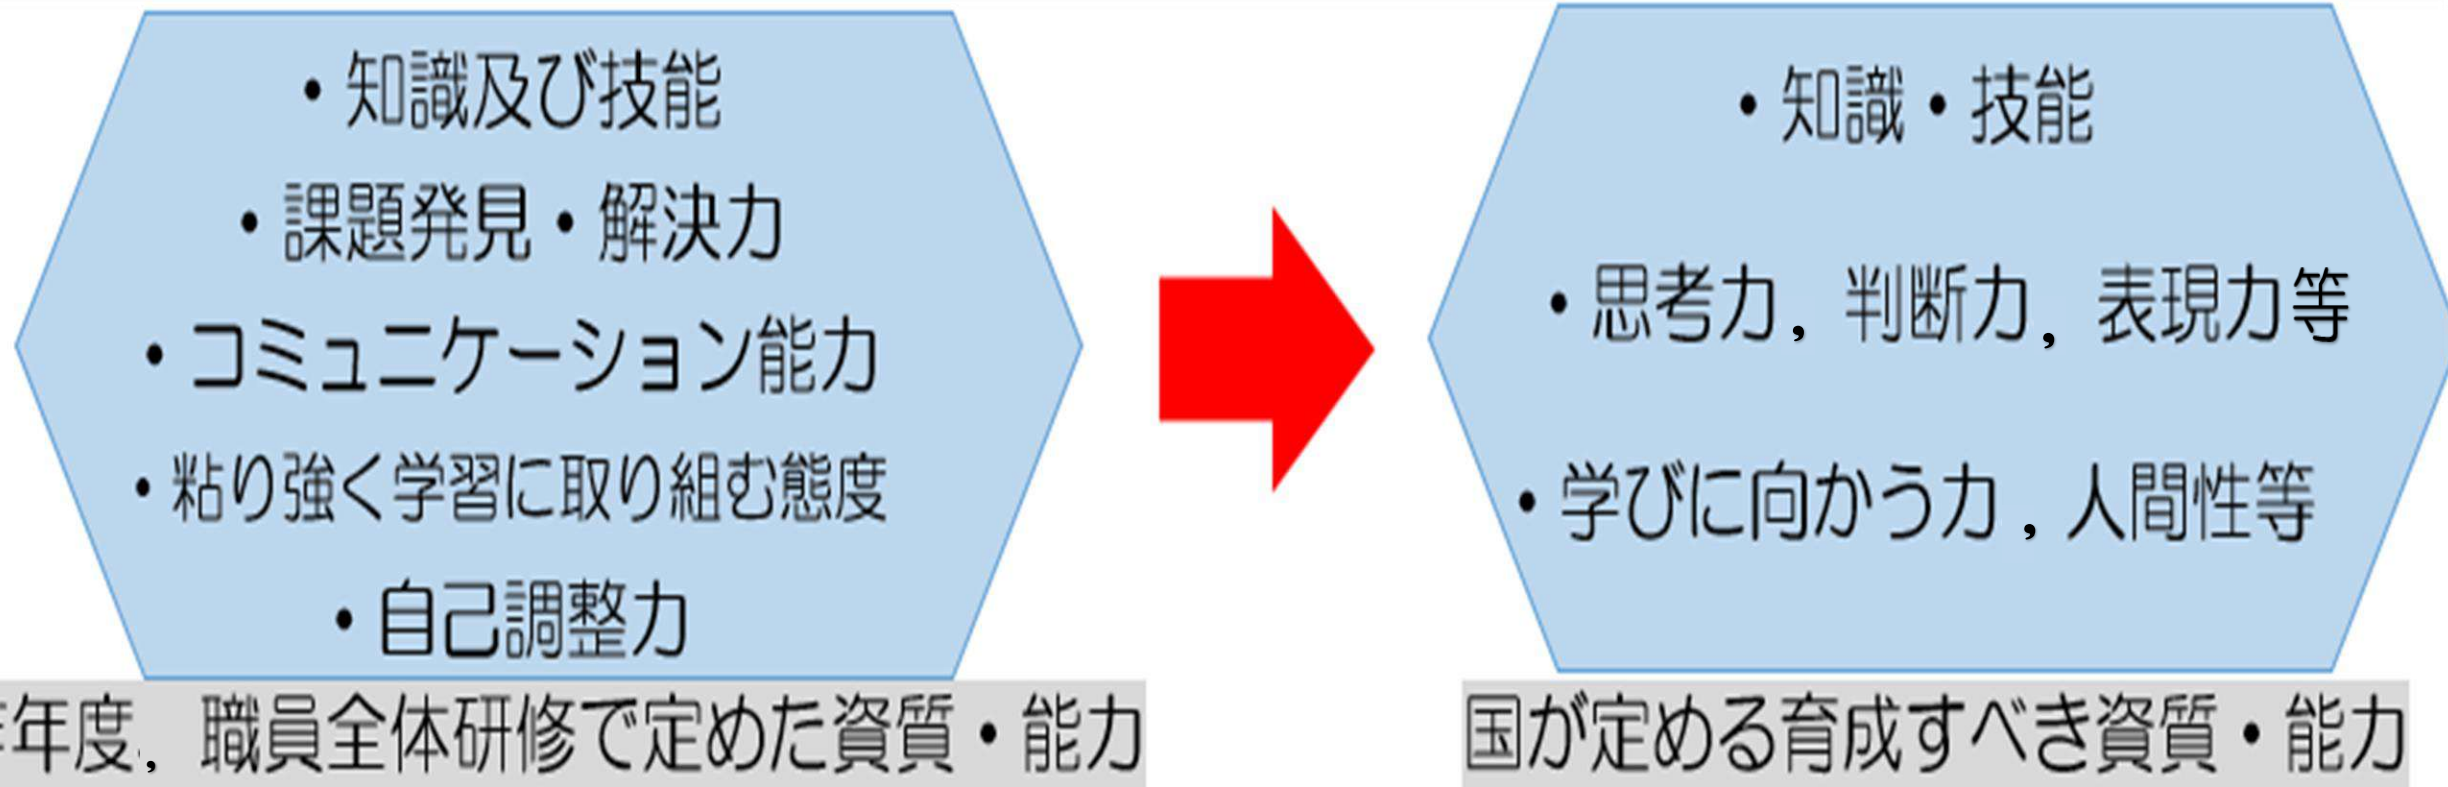 ・知識及び技能
・課題発見・解決力
・コミュニケーション能力
・粘り強く学習に取り組む態度
・自己調整力
年度，職員全体研修で定めた資質・能力
・知識・技能
・思考力，判断力，表現力等
・学びに向かう力，人間性等
国が定める育成すべき資質・能力